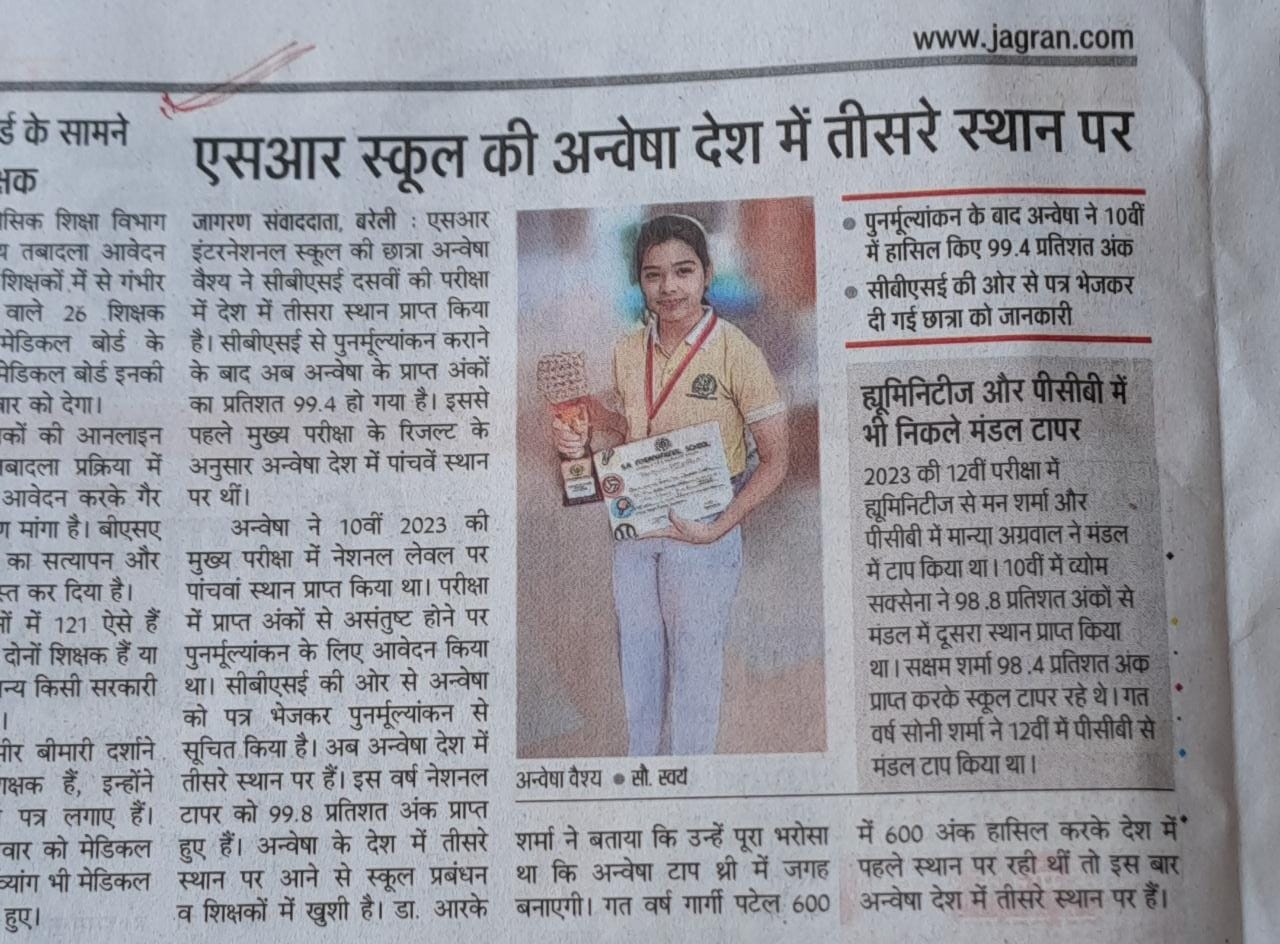 www.jagran.com
र्ड के सामने
क्षक
सिक शिक्षा विभाग
य तबादला आवेदन
शिक्षकों में से गंभीर
वाले 26 शिक्षक
मेडिकल बोर्ड के
मेडिकल बोर्ड इनकी
वार को देगा।
कों की आनलाइन
बादला प्रक्रिया में
आवेदन करके गैर
ण मांगा है। बीएसए
का सत्यापन और
स्त कर दिया है।
ों में 121 ऐसे हैं
दोनों शिक्षक हैं या
न्य किसी सरकारी
।
ीर बीमारी दर्शाने
क्षक हैं, इन्होंने
पत्र लगाए हैं।
वार को मेडिकल
व्यांग भी मेडिकल
हुए।
एसआर स्कूल की अन्वेषा देश में तीसरे स्थान पर
जागरण संवाददाता, बरेली : एसआर
इंटरनेशनल स्कूल की छात्रा अन्वेषा
वैश्य ने सीबीएसई दसवीं की परीक्षा
में देश में तीसरा स्थान प्राप्त किया
है। सीबीएसई से पुनर्मूल्यांकन कराने
के बाद अब अन्वेषा के प्राप्त अंकों
का प्रतिशत 99.4 हो गया है। इससे
पहले मुख्य परीक्षा के रिजल्ट के
अनुसार अन्वेषा देश में पांचवें स्थान
पर थीं।
अन्वेषा ने 10वीं 2023 की
मुख्य परीक्षा में नेशनल लेवल पर
पांचवां स्थान प्राप्त किया था। परीक्षा
में प्राप्त अंकों से असंतुष्ट होने पर
पुनर्मूल्यांकन के लिए आवेदन किया
था। सीबीएसई की ओर से अन्वेषा
को पत्र भेजकर पुनर्मूल्यांकन से
सूचित किया है। अब अन्वेषा देश में
तीसरे स्थान पर हैं। इस वर्ष नेशनल
टापर को 99.8 प्रतिशत अंक प्राप्त
हुए हैं। अन्वेषा के देश में तीसरे
स्थान पर आने से स्कूल प्रबंधन
व शिक्षकों में खुशी है। डा. आरके
S.R. INTERNATIONAL SCHOOL
अन्वेषा वैश्य ● सौ. स्वयं
शर्मा ने बताया कि उन्हें पूरा भरोसा
था कि अन्वेषा टाप थ्री में जगह
बनाएगी। गत वर्ष गार्गी पटेल 600
में 600 अंक हासिल करके देश में
पहले स्थान पर रही थीं तो इस बार
अन्वेषा देश में तीसरे स्थान पर हैं।
● पुनर्मूल्यांकन के बाद अन्वेषा ने 10वीं
में हासिल किए 99.4 प्रतिशत अंक
● सीबीएसई की ओर से पत्र भेजकर
दी गई छात्रा को जानकारी
ह्यूमिनिटीज और पीसीबी में
भी निकले मंडल टापर
2023 की 12वीं परीक्षा में
ह्यूमिनिटीज से मन शर्मा और
पीसीबी में मान्या अग्रवाल ने मंडल
में टाप किया था। 10वीं में व्योम
सक्सेना ने 98.8 प्रतिशत अंकों से
मंडल में दूसरा स्थान प्राप्त किया
था। सक्षम शर्मा 98.4 प्रतिशत अंक
प्राप्त करके स्कूल टापर रहे थे। गत
वर्ष सोनी शर्मा ने 12वीं में पीसीबी से
मंडल टाप किया था।